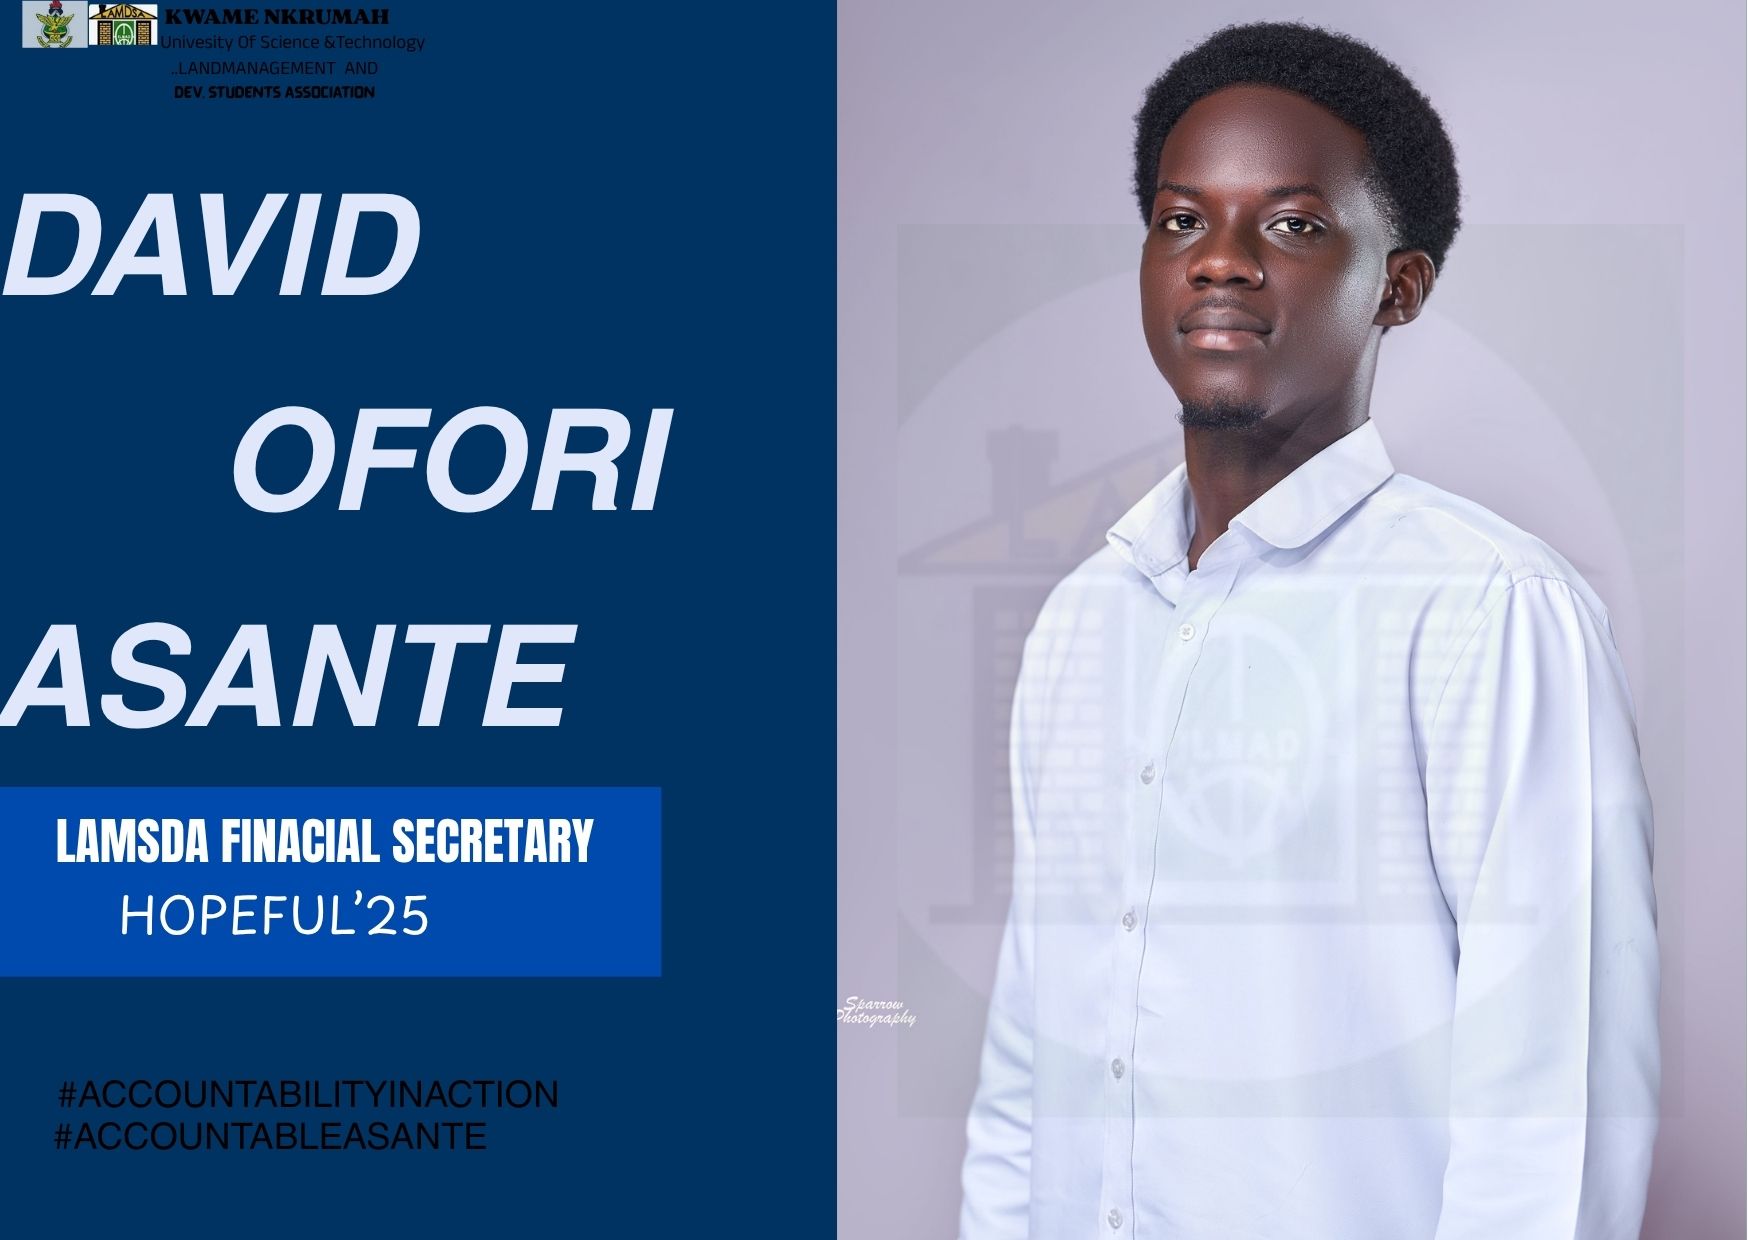 LAMDSA
KWAME NKRUMAH
Univesity Of Science &Technology
..LANDMANAGEMENT AND
DEV. STUDENTS ASSOCIATION
DAVID
OFORI
ASANTE
LAMSDA FINACIAL SECRETARY
HOPEFUL’25
#ACCOUNTABILITYINACTION
#ACCOUNTABLEASANTE
Sparrow
Photography